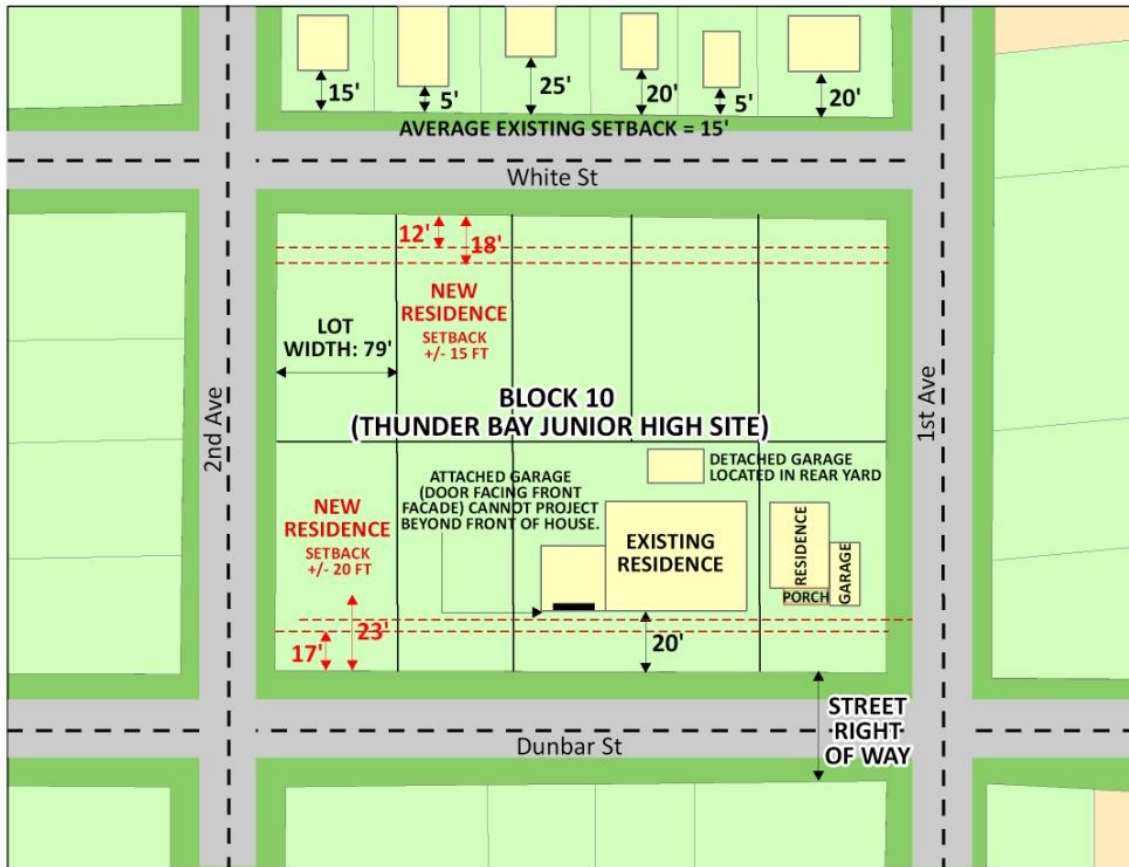 15'
5'
25'
20'
5'
20'
AVERAGE EXISTING SETBACK = 15'
White St
12'
18'
NEW
RESIDENCE
SETBACK
+/- 15 FT
LOT
WIDTH: 79'
2nd Ave
1st Ave
BLOCK 10
(THUNDER BAY JUNIOR HIGH SITE)
ATTACHED GARAGE
(DOOR FACING FRONT
FACADE) CANNOT PROJECT
BEYOND FRONT OF HOUSE.
DETACHED GARAGE
LOCATED IN REAR YARD
NEW
RESIDENCE
SETBACK
+/- 20 FT
EXISTING
RESIDENCE
RESIDENCE
PORCH
GARAGE
23'
17'
20'
STREET
RIGHT
OF WAY
Dunbar St